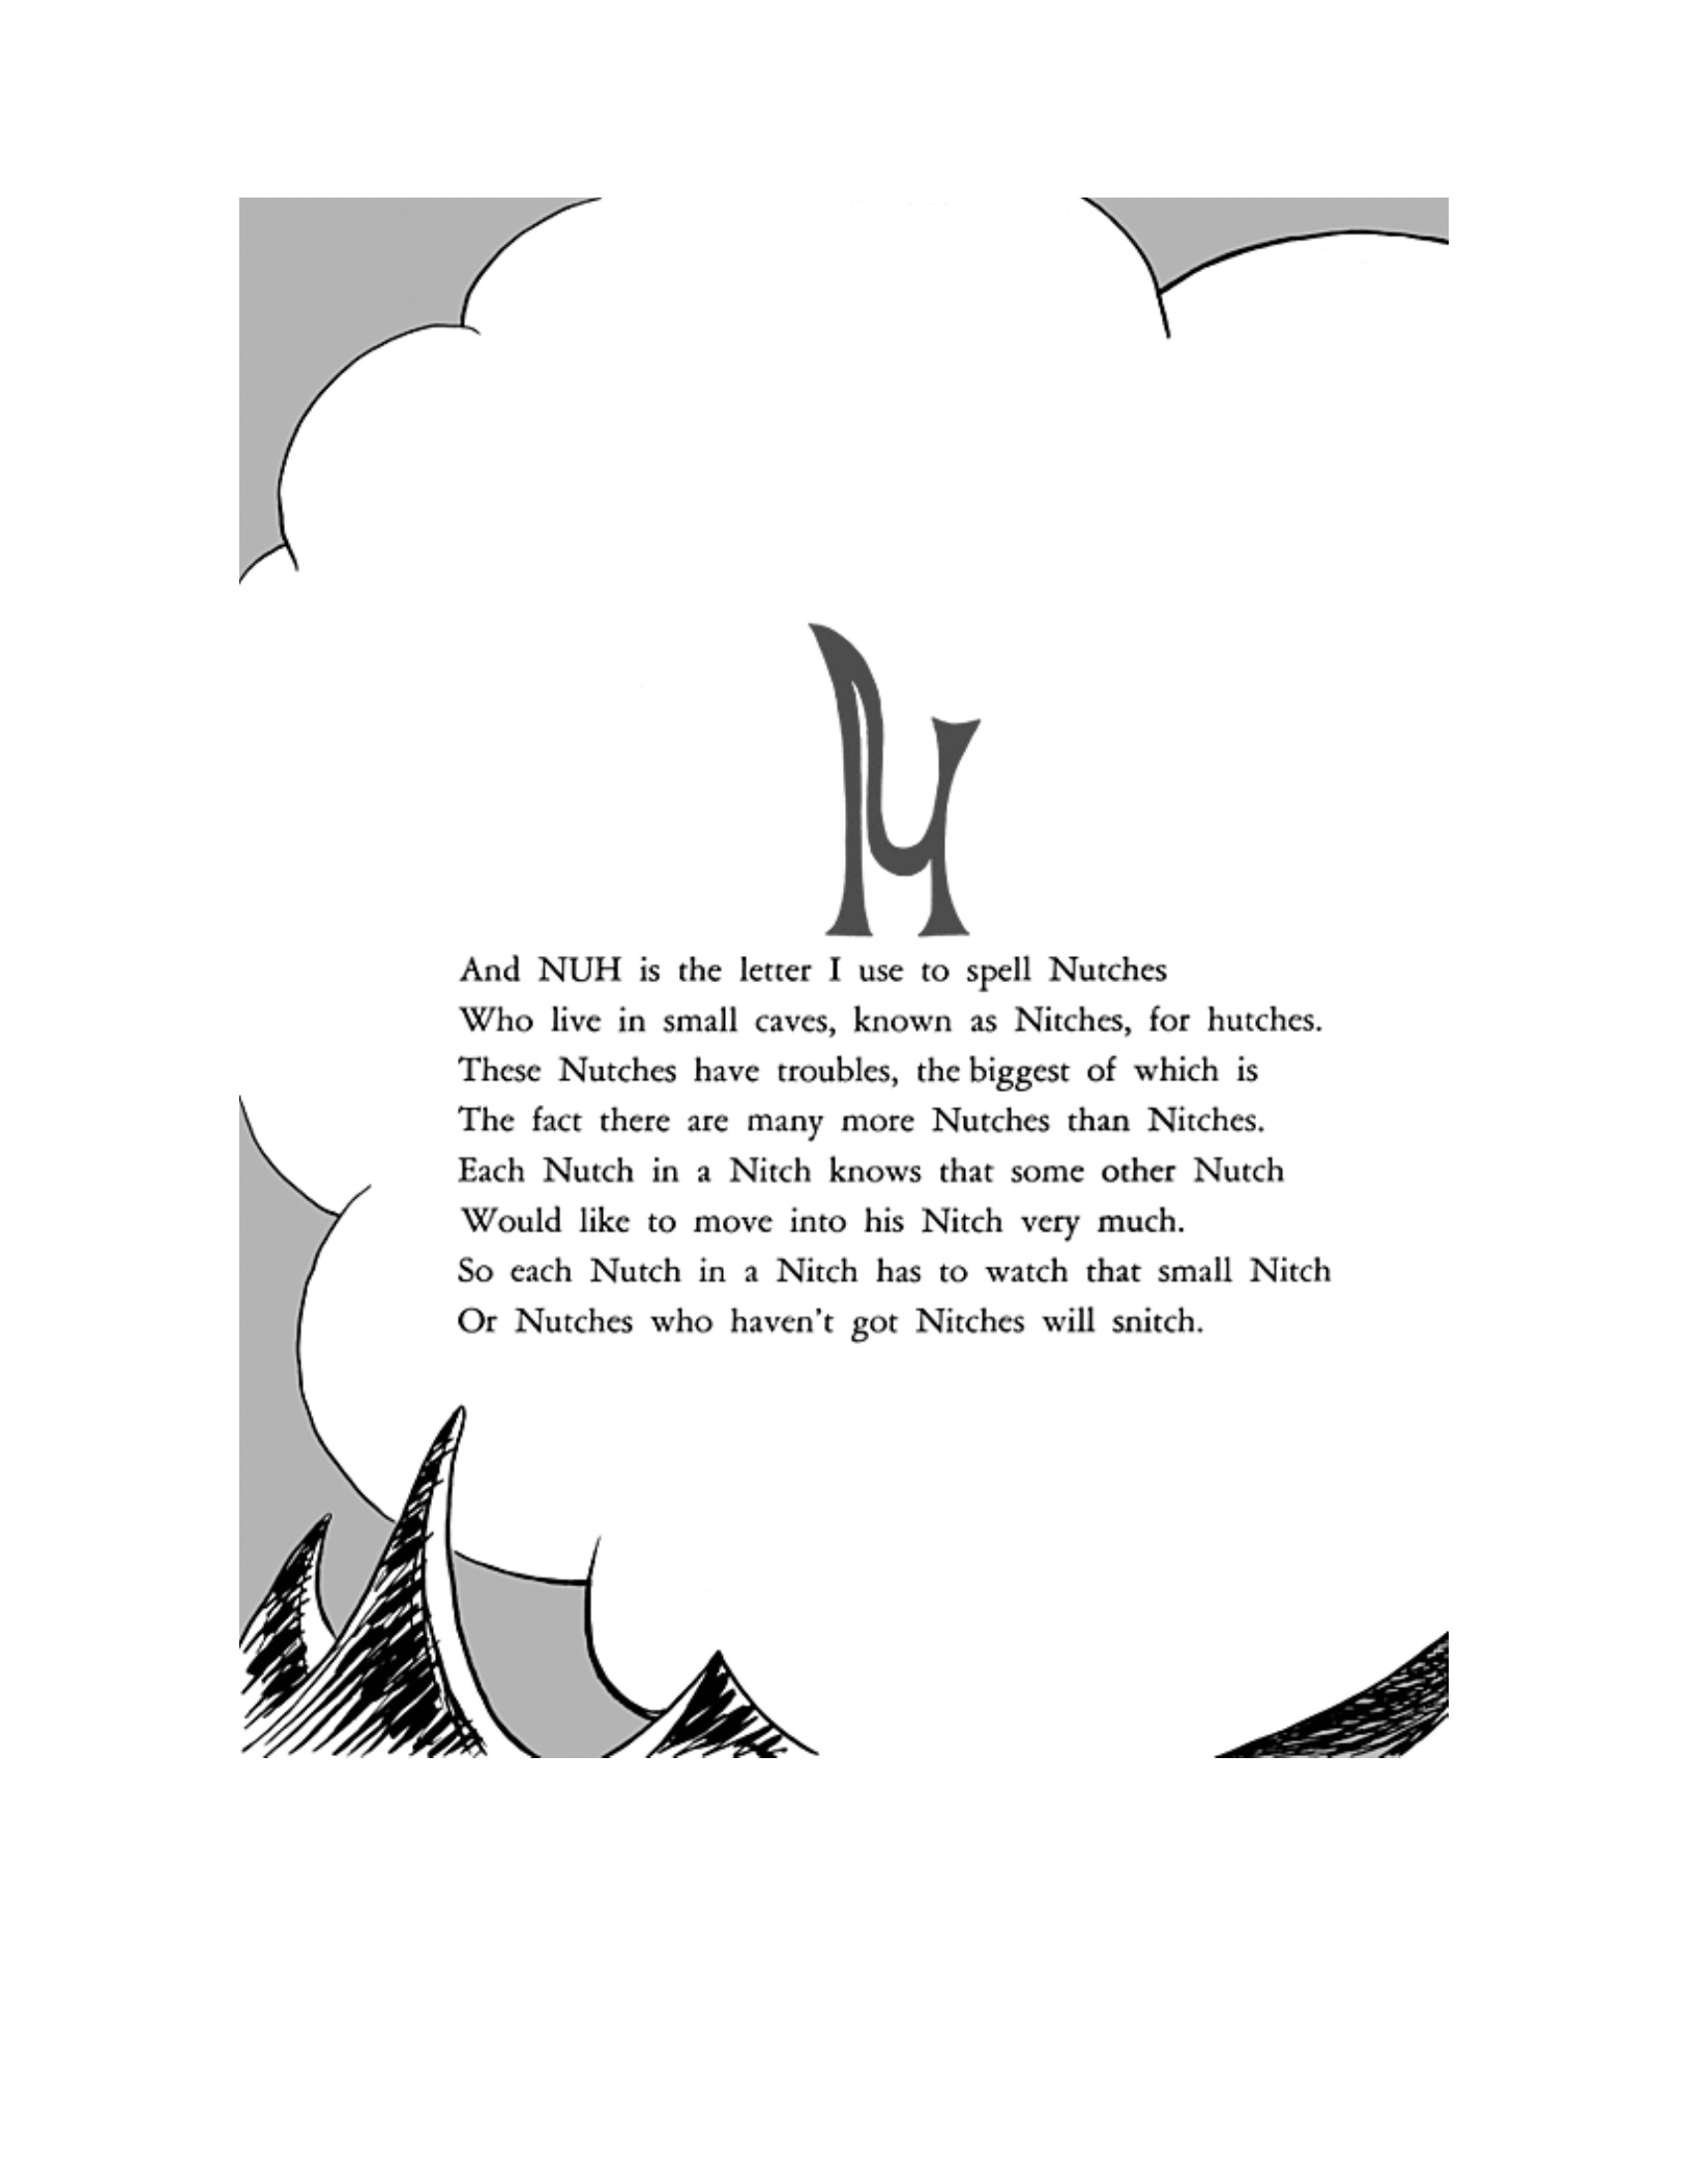 And NUH is the letter I use to spell Nutches
Who live in small caves, known as Nitches, for hutches.
These Nutches have troubles, the biggest of which is
The fact there are many more Nutches than Nitches.
Each Nutch in a Nitch knows that some other Nutch
Would like to move into his Nitch very much.
So each Nutch in a Nitch has to watch that small Nitch
Or Nutches who haven't got Nitches will snitch.